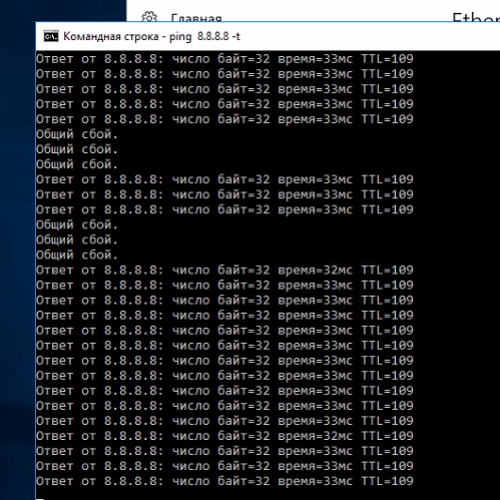 Главная
Ether
Командная строка - ping 8.8.8.8 -t
Ответ от 8.8.8.8: число байт=32 время=33мс TTL=109
Ответ от 8.8.8.8: число байт=32 время=33мс TTL=109
Ответ от 8.8.8.8: число байт=32 время=33мс TTL=109
Ответ от 8.8.8.8: число байт=32 время=33мс TTL=109
Ответ от 8.8.8.8: число байт=32 время=33мс TTL=109
Общий сбой.
Общий сбой.
Общий сбой.
Ответ от 8.8.8.8: число байт=32 время=33мс TTL=109
Ответ от 8.8.8.8: число байт=32 время=33мс TTL=109
Ответ от 8.8.8.8: число байт=32 время=33мс TTL=109
Общий сбой.
Общий сбой.
Общий сбой.
Ответ от 8.8.8.8: число байт=32 время=32мс TTL=109
Ответ от 8.8.8.8: число байт=32 время=33мс TTL=109
Ответ от 8.8.8.8: число байт=32 время=33мс TTL=109
Ответ от 8.8.8.8: число байт=32 время=33мс TTL=109
Ответ от 8.8.8.8: число байт=32 время=33мс TTL=109
Ответ от 8.8.8.8: число байт=32 время=33мс TTL=109
Ответ от 8.8.8.8: число байт=32 время=33мс TTL=109
Ответ от 8.8.8.8: число байт=32 время=33мс TTL=109
Ответ от 8.8.8.8: число байт=32 время=33мс TTL=109
Ответ от 8.8.8.8: число байт=32 время=33мс TTL=109
Ответ от 8.8.8.8: число байт=32 время=33мс TTL=109
Ответ от 8.8.8.8: число байт=32 время=32мс TTL=109
Ответ от 8.8.8.8: число байт=32 время=33мс TTL=109
Ответ от 8.8.8.8: число байт=32 время=33мс TTL=109
Ответ от 8.8.8.8: число байт=32 время=33мс TTL=109